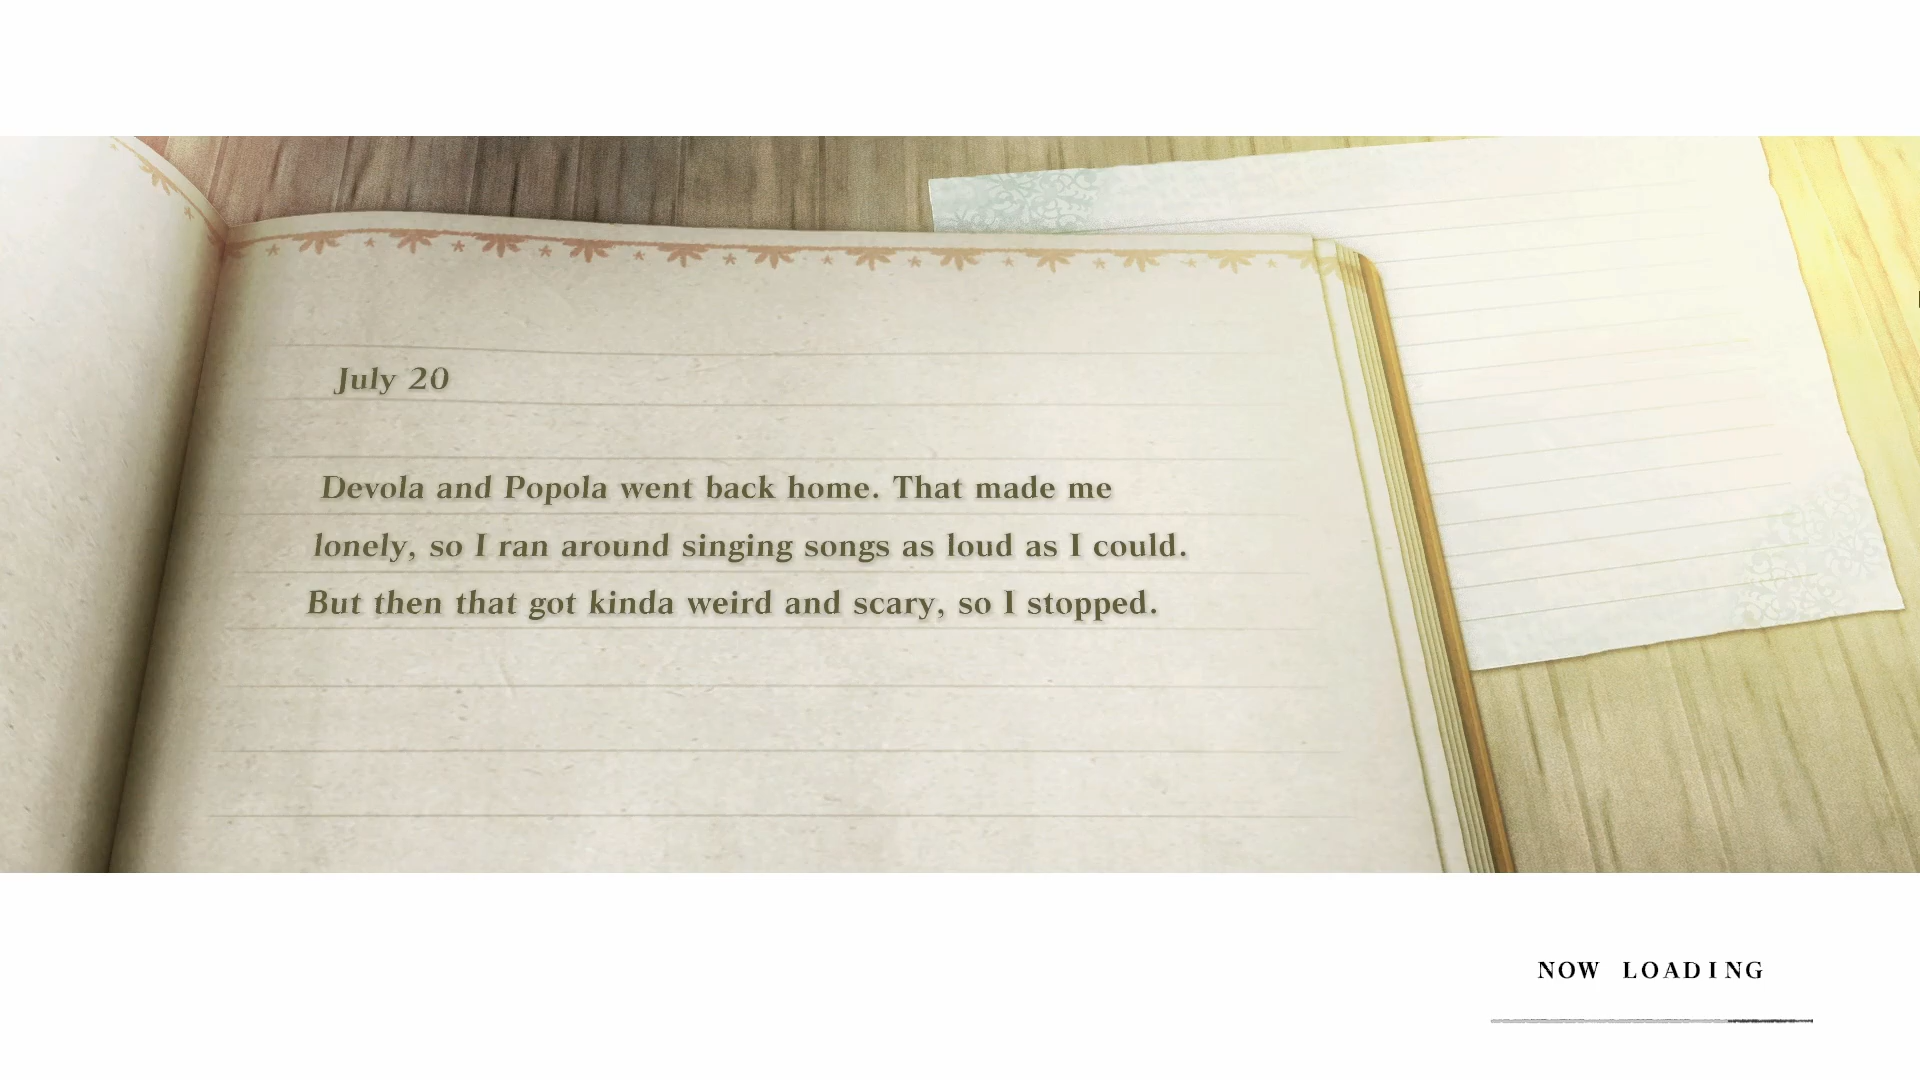 July 20
Devola and Popola went back home. That made me
lonely, so I ran around singing songs as loud as I could.
But then that got kinda weird and scary, so I stopped.
NOW LOADING